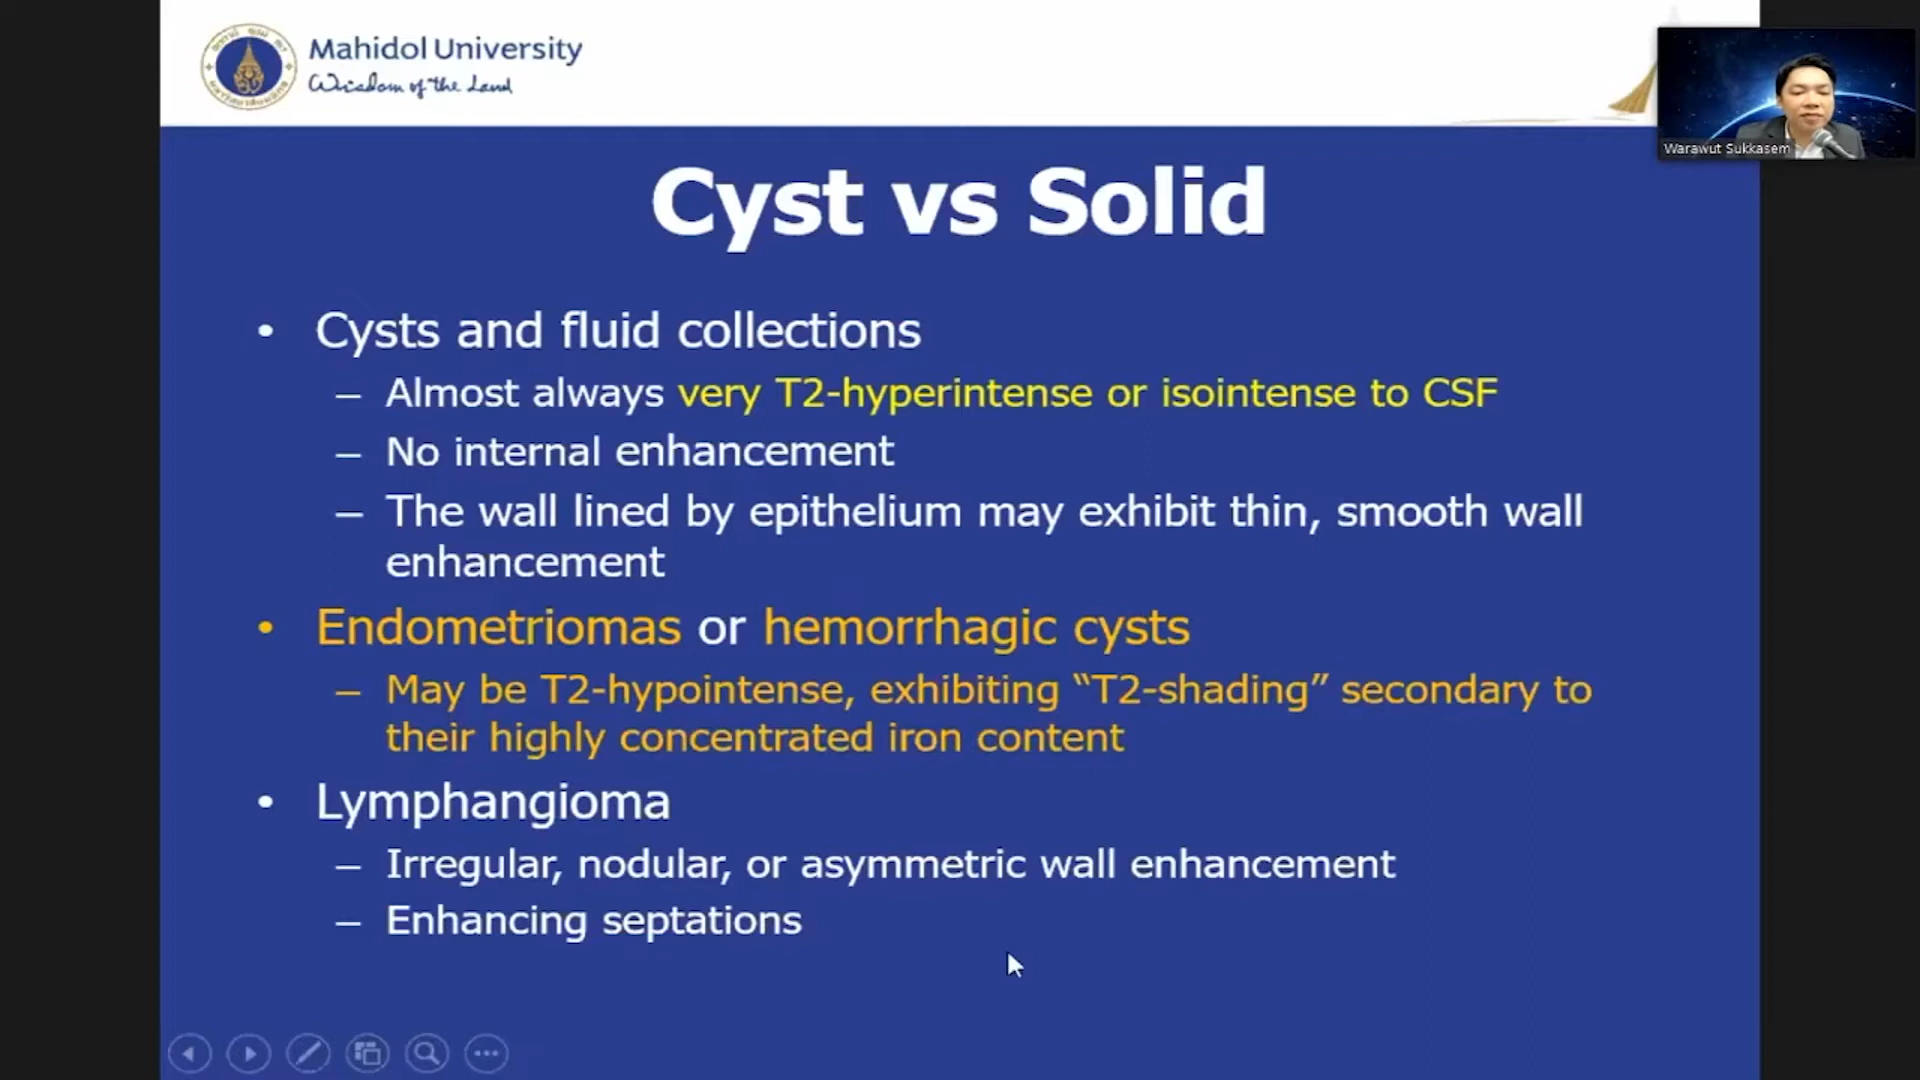 Mahidol University
Wisdom of the Land
Warawut Sukkasem
Cyst vs Solid
• Cysts and fluid collections
– Almost always very T2-hyperintense or isointense to CSF
– No internal enhancement
– The wall lined by epithelium may exhibit thin, smooth wall
enhancement
• Endometriomas or hemorrhagic cysts
– May be T2-hypointense, exhibiting “T2-shading” secondary to
their highly concentrated iron content
• Lymphangioma
– Irregular, nodular, or asymmetric wall enhancement
– Enhancing septations